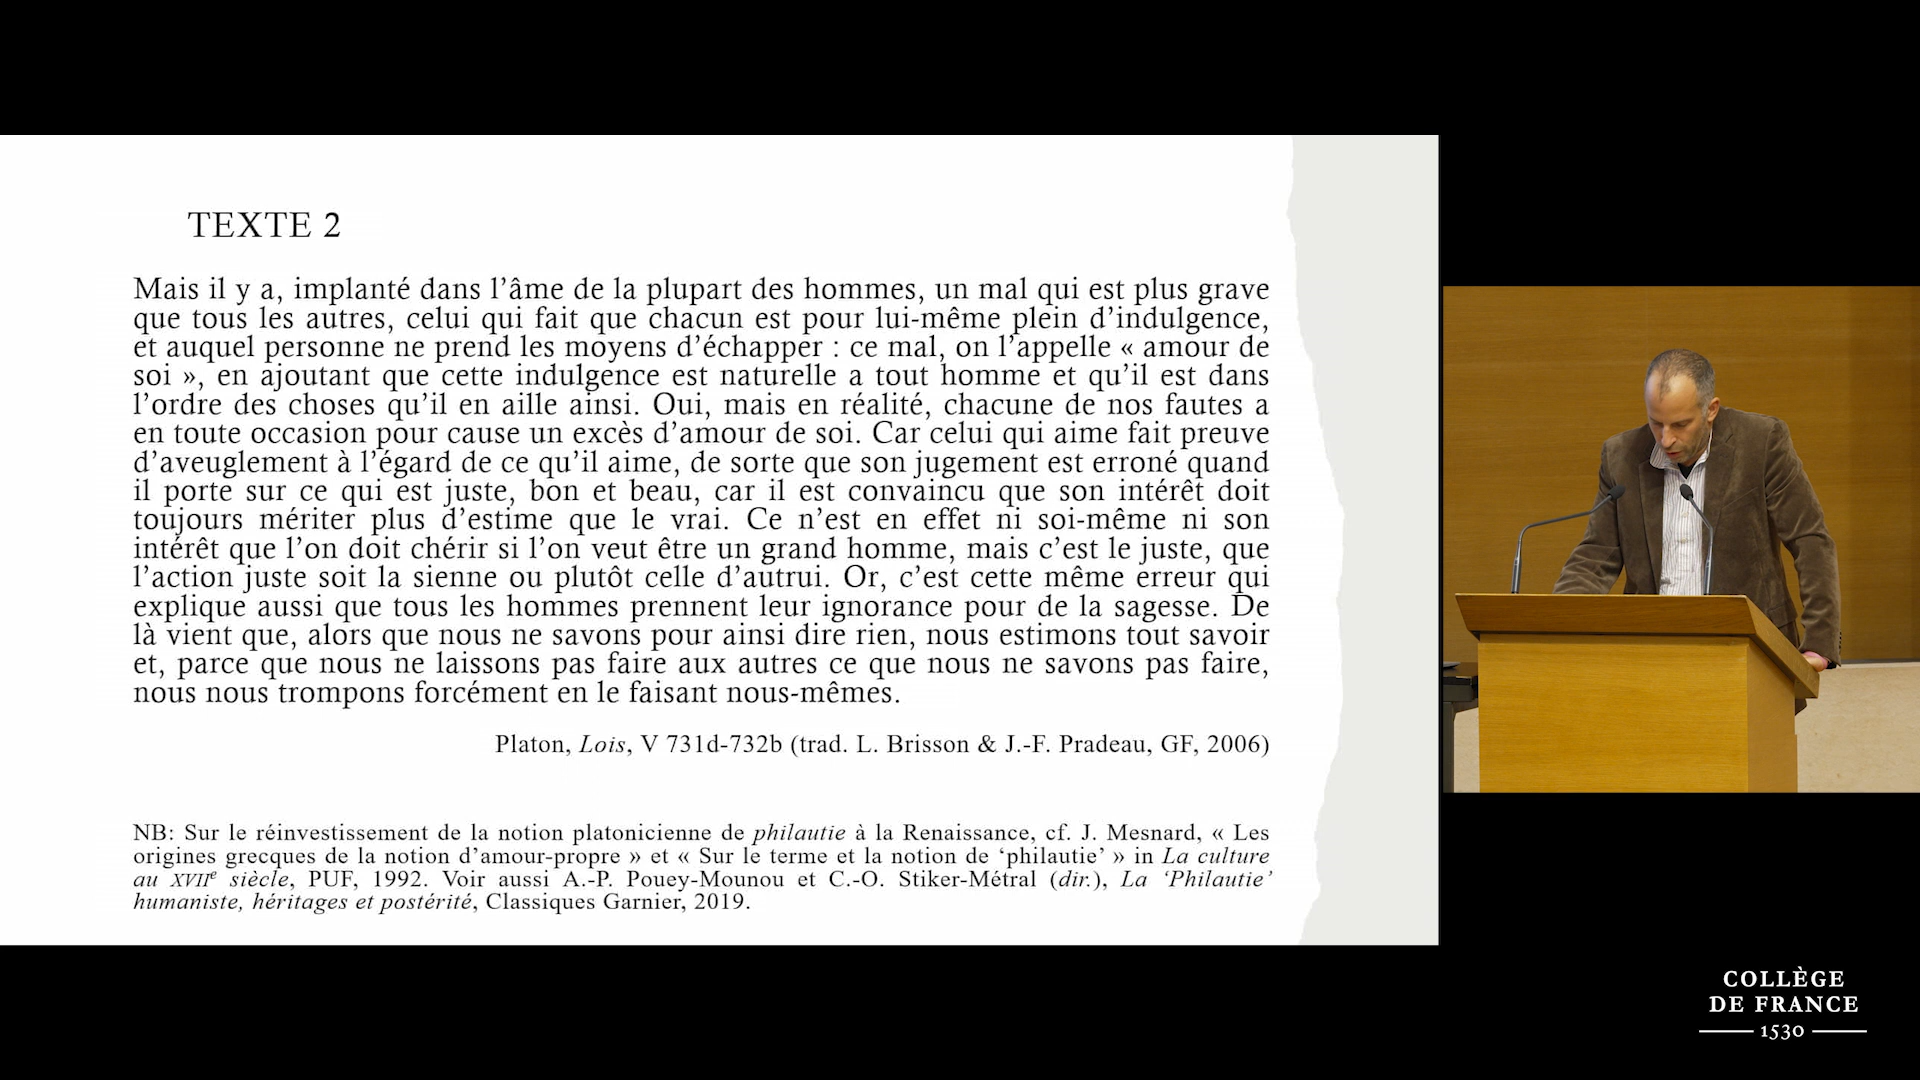 TEXTE 2
Mais il y a, implanté dans l’âme de la plupart des hommes, un mal qui est plus grave
que tous les autres, celui qui fait que chacun est pour lui-même plein d’indulgence,
et auquel personne ne prend les moyens d’échapper : ce mal, on l’appelle « amour de
soi », en ajoutant que cette indulgence est naturelle a tout homme et qu’il est dans
l’ordre des choses qu’il en aille ainsi. Oui, mais en réalité, chacune de nos fautes a
en toute occasion pour cause un excès d’amour de soi. Car celui qui aime fait preuve
d’aveuglement à l’égard de ce qu’il aime, de sorte que son jugement est erroné quand
il porte sur ce qui est juste, bon et beau, car il est convaincu que son intérêt doit
toujours mériter plus d’estime que le vrai. Ce n’est en effet ni soi-même ni son
intérêt que l’on doit chérir si l’on veut être un grand homme, mais c’est le juste, que
l’action juste soit la sienne ou plutôt celle d’autrui. Or, c’est cette même erreur qui
explique aussi que tous les hommes prennent leur ignorance pour de la sagesse. De
là vient que, alors que nous ne savons pour ainsi dire rien, nous estimons tout savoir
et, parce que nous ne laissons pas faire aux autres ce que nous ne savons pas faire,
nous nous trompons forcément en le faisant nous-mêmes.
Platon, Lois, V 731d-732b (trad. L. Brisson & J.-F. Pradeau, GF, 2006)
NB: Sur le réinvestissement de la notion platonicienne de philautie à la Renaissance, cf. J. Mesnard, « Les
origines grecques de la notion d’amour-propre » et « Sur le terme et la notion de ‘philautie’ » in La culture
au XVIIe siècle, PUF, 1992. Voir aussi A.-P. Pouey-Mounou et C.-O. Stiker-Métral (dir.), La ‘Philautie’
humaniste, héritages et postérité, Classiques Garnier, 2019.
COLLÈGE
DE FRANCE
1530